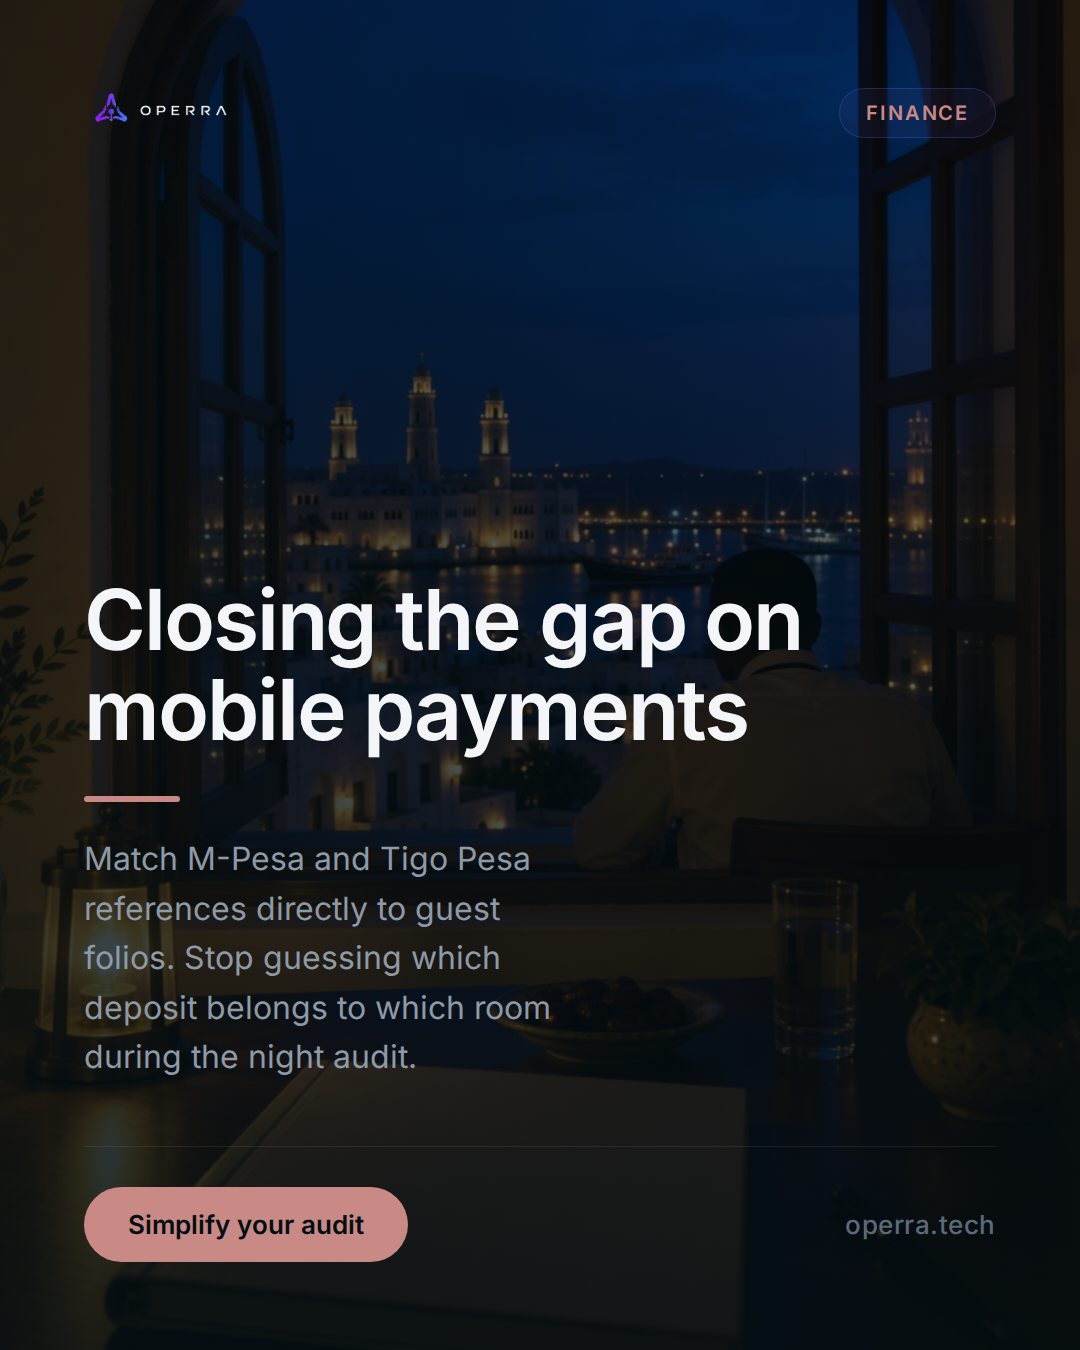 OPERRA
FINANCE
Closing the gap on
mobile payments
Match M-Pesa and Tigo Pesa
references directly to guest
folios. Stop guessing which
deposit belongs to which room
during the night audit.
Simplify your audit
operra.tech